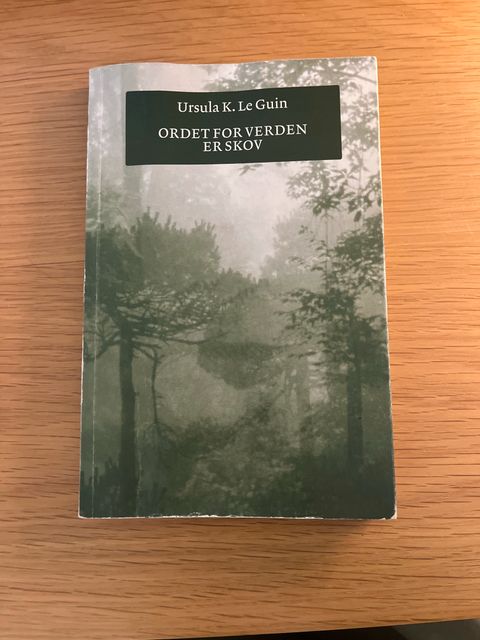 Ursula K. Le Guin
ORDET FOR VERDEN
ER SKOV